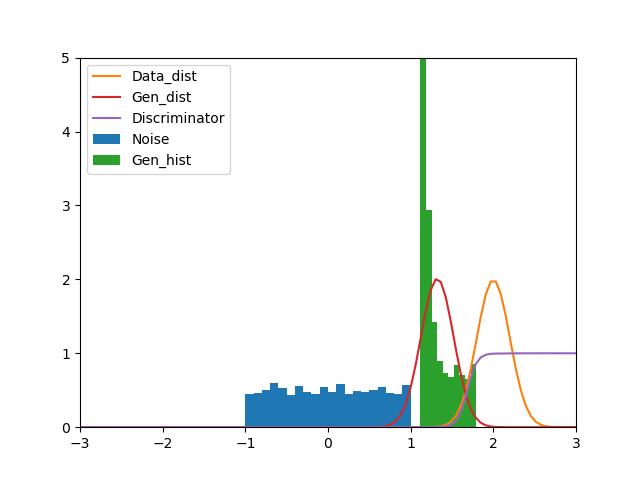 5
4
3
2
1
0
−3
−2
−1
0
1
2
3
Data_dist
Gen_dist
Discriminator
Noise
Gen_hist